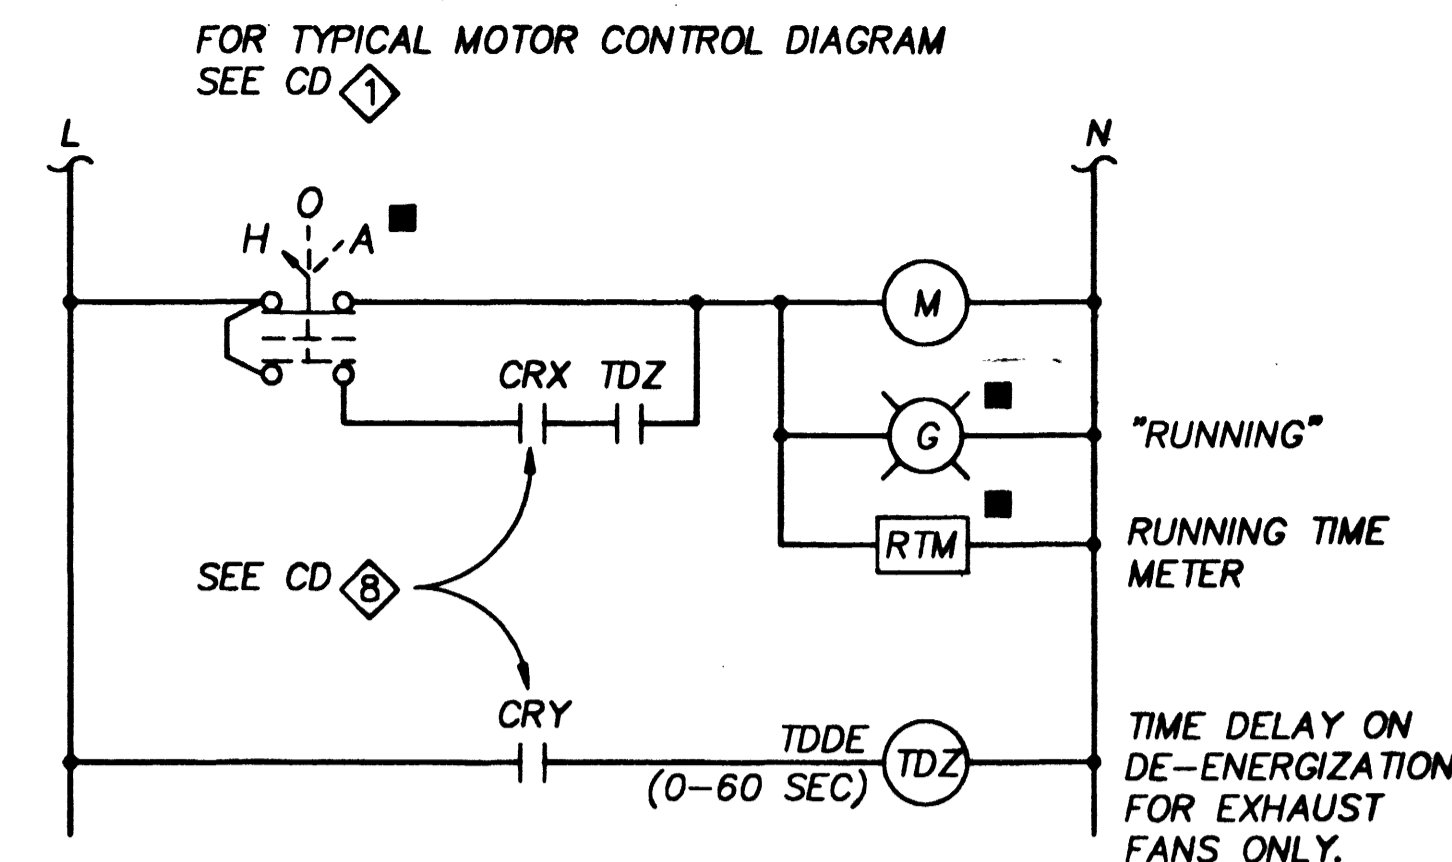 FOR TYPICAL MOTOR CONTROL DIAGRAM
SEE CD 1
L
N
O
H
A
M
CRX TDZ
G
"RUNNING"
RTM
RUNNING TIME
METER
SEE CD 8
CRY
TDDE
(0-60 SEC)
TDZ
TIME DELAY ON
DE-ENERGIZATION
FOR EXHAUST
FANS ONLY.